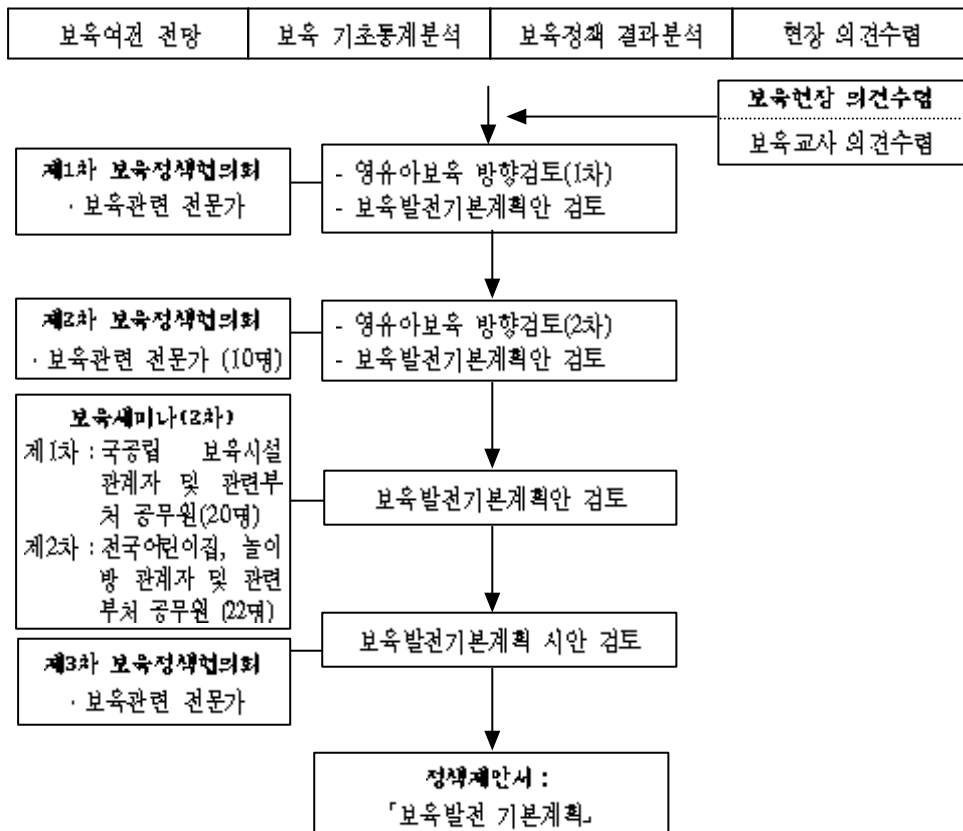 보육여건 전망
보육 기초통계분석
보육정책 결과분석
현장 의견수렴
보육현장 의견수렴
보육교사 의견수렴
제1차 보육정책협의회
· 보육관련 전문가
- 영유아보육 방향검토(1차)
- 보육발전기본계획안 검토
제2차 보육정책협의회
· 보육관련 전문가 (10명)
- 영유아보육 방향검토(2차)
- 보육발전기본계획안 검토
보육세미나(2차)
제1차 : 국공립 보육시설
관계자 및 관련부
처 공무원(20명)
제2차 : 전국어린이집, 놀이
방 관계자 및 관련
부처 공무원 (22명)
보육발전기본계획안 검토
보육발전기본계획 시안 검토
제3차 보육정책협의회
· 보육관련 전문가
정책제안서 :
「보육발전 기본계획」